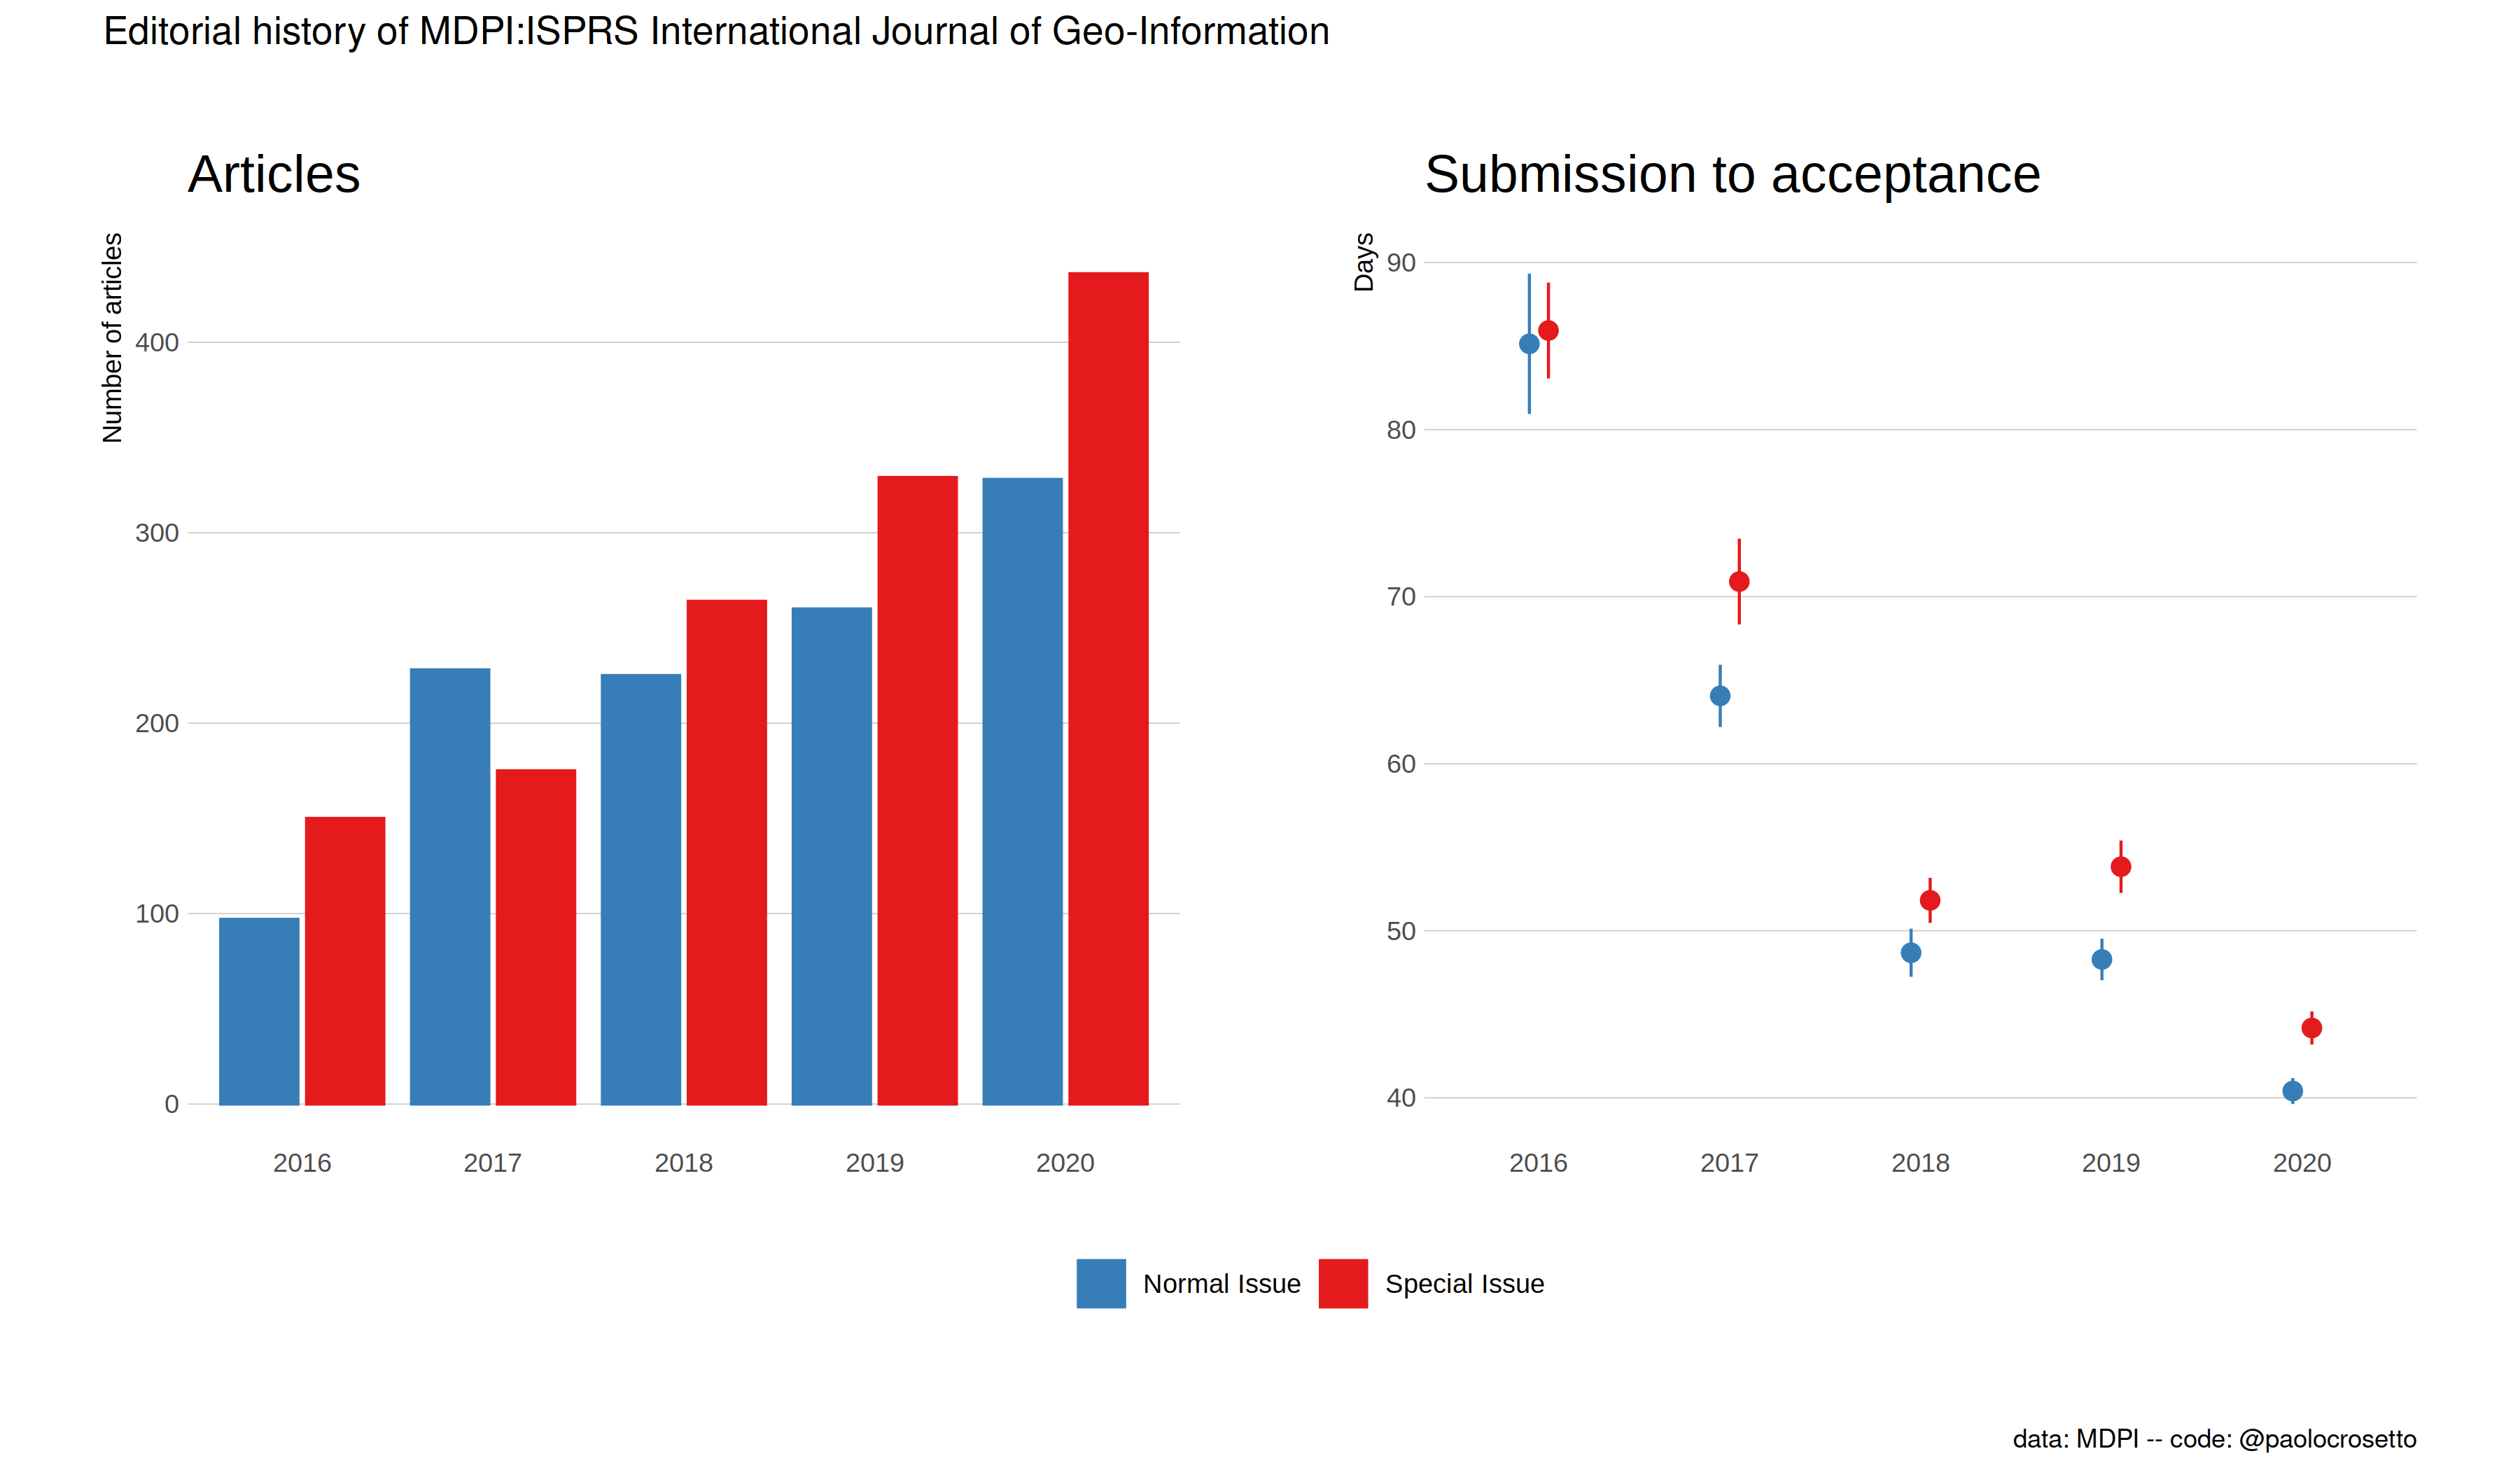 Editorial history of MDPI:ISPRS International Journal of Geo-Information
Articles
Number of articles
400
300
200
100
0
2016 2017 2018 2019 2020
Submission to acceptance
Days
90
80
70
60
50
40
2016 2017 2018 2019 2020
Normal Issue Special Issue
data: MDPI -- code: @paolocrosetto